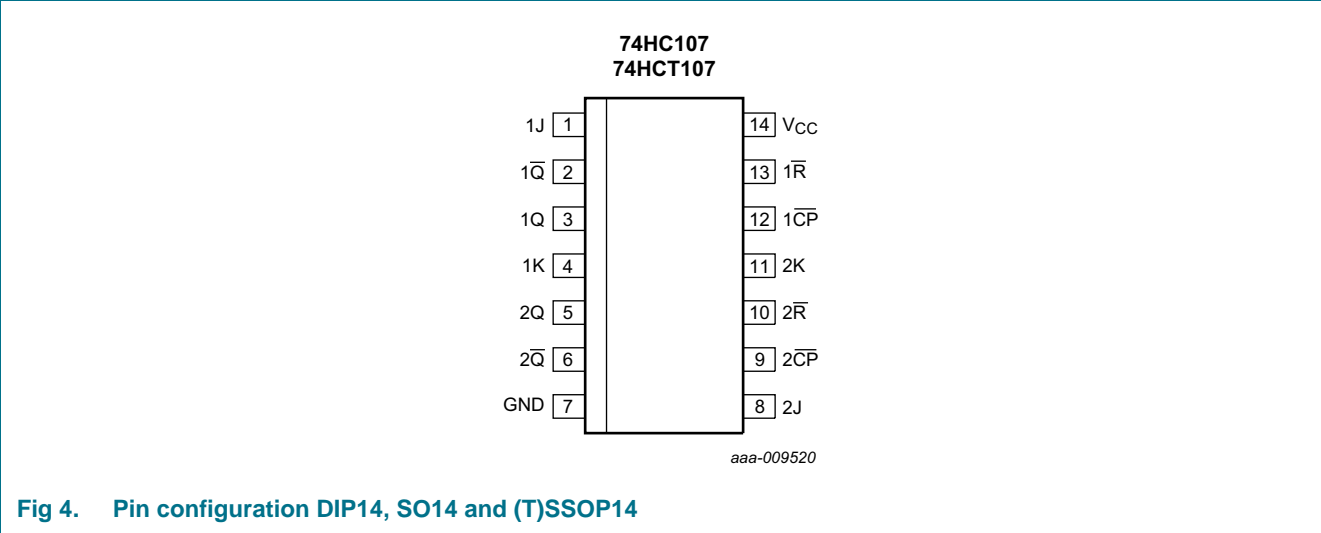 74HC107
74HCT107
1J 1 14 VCC
1Q̅ 2 13 1R̅
1Q 3 12 1C̅P̅
1K 4 11 2K
2Q 5 10 2R̅
2Q̅ 6 9 2C̅P̅
GND 7 8 2J
aaa-009520
Fig 4. Pin configuration DIP14, SO14 and (T)SSOP14